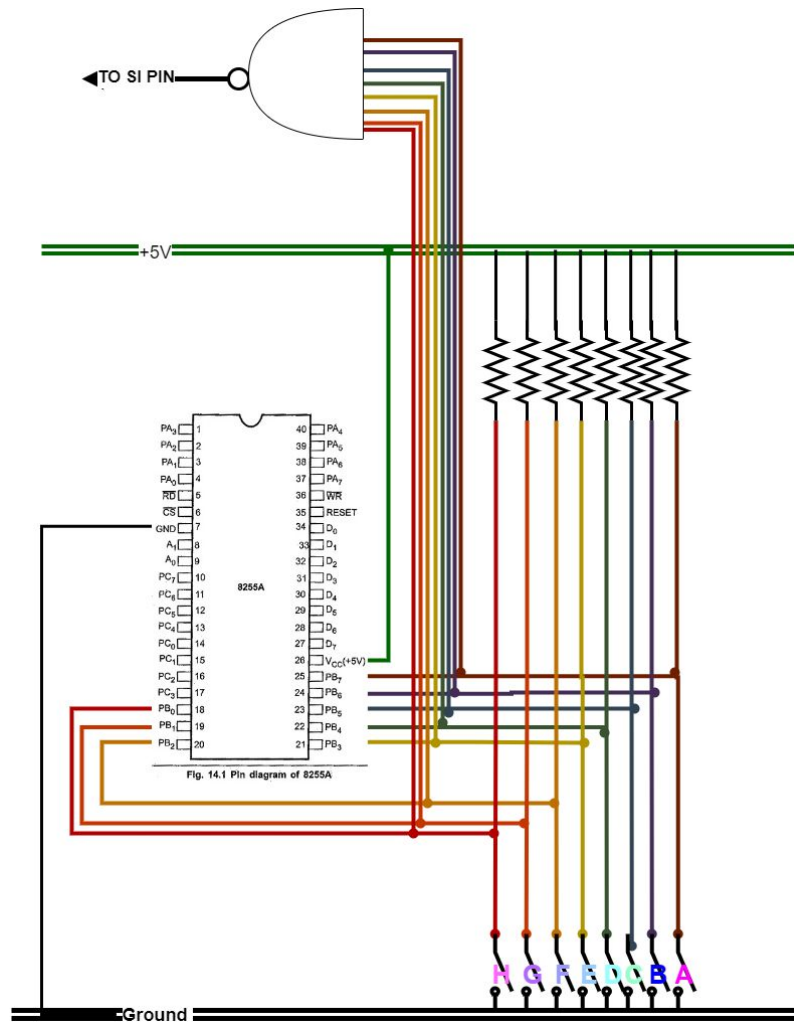 TO SI PIN
+5V
PA3 1 40 PA4
PA2 2 39 PA5
PA1 3 38 PA6
PA0 4 37 PA7
RD 5 36 WR
CS 6 35 RESET
GND 7 34 D0
A1 8 33 D1
A0 9 32 D2
PC7 10 31 D3
PC6 11 8255A 30 D4
PC5 12 29 D5
PC4 13 28 D6
PC0 14 27 D7
PC1 15 26 VCC(+5V)
PC2 16 25 PB7
PC3 17 24 PB6
PB0 18 23 PB5
PB1 19 22 PB4
PB2 20 21 PB3
Fig. 14.1 Pin diagram of 8255A
H G F E D C B A
Ground